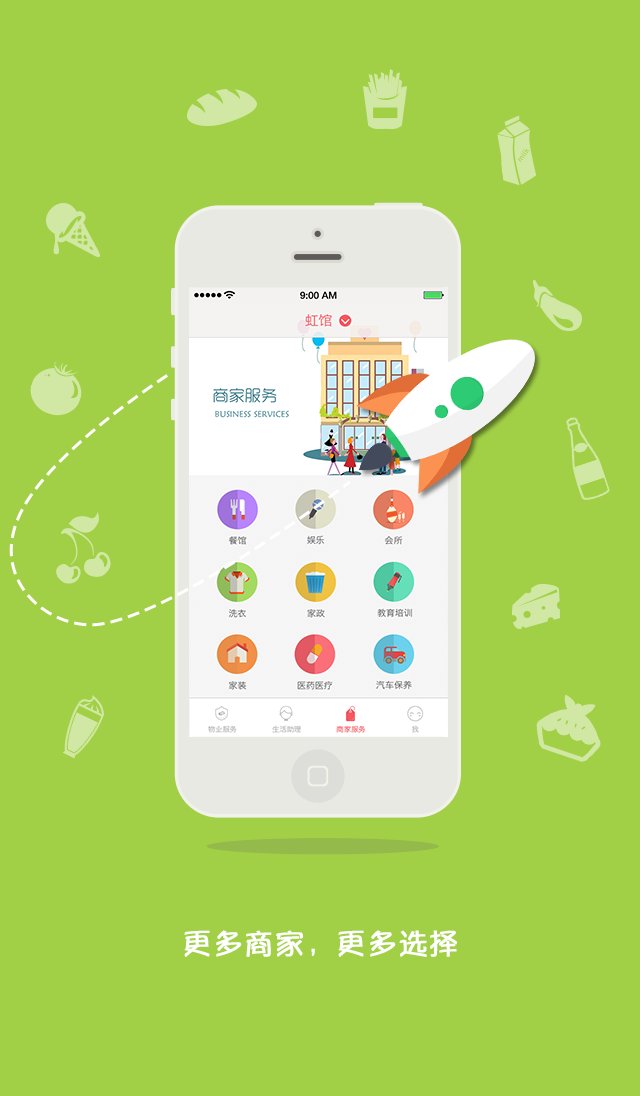 milk
9:00 AM
虹馆
商家服务
BUSINESS SERVICES
餐馆 娱乐 会所
洗衣 家政 教育培训
家装 医药医疗 汽车保养
物业服务 生活助理 商家服务 我
更多商家，更多选择